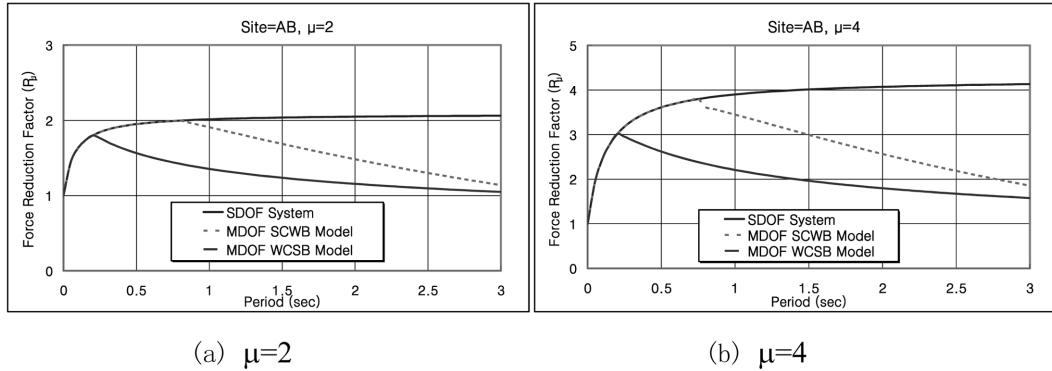 Site=AB, μ=2
Force Reduction Factor (Rμ)
3
2
1
0
SDOF System
MDOF SCWB Model
MDOF WCSB Model
0 0.5 1 1.5 2 2.5 3
Period (sec)
(a) μ=2
Site=AB, μ=4
Force Reduction Factor (Rμ)
5
4
3
2
1
0
SDOF System
MDOF SCWB Model
MDOF WCSB Model
0 0.5 1 1.5 2 2.5 3
Period (sec)
(b) μ=4